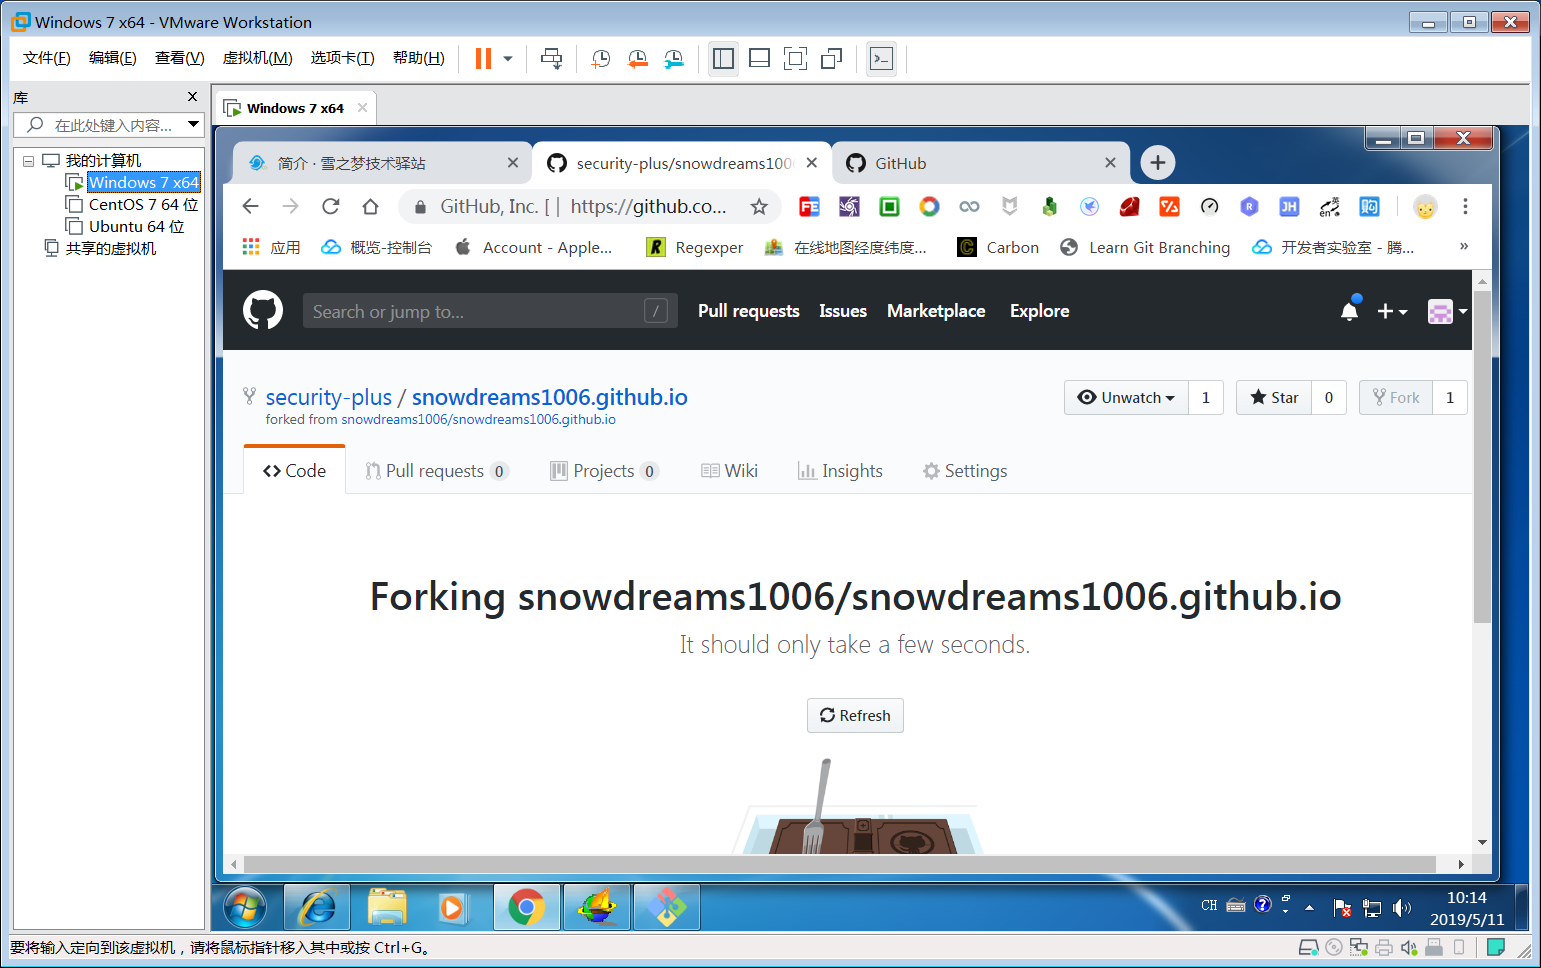 Windows 7 x64 - VMware Workstation
文件(F) 编辑(E) 查看(V) 虚拟机(M) 选项卡(T) 帮助(H)
库
在此处键入内容...
我的计算机
Windows 7 x64
CentOS 7 64 位
Ubuntu 64 位
共享的虚拟机
Windows 7 x64
简介 · 雪之梦技术驿站
security-plus/snowdreams100
GitHub
GitHub, Inc. [ | https://github.co...
应用 概览-控制台 Account - Apple... Regexper 在线地图经度纬度... Carbon Learn Git Branching 开发者实验室 - 腾... »
Search or jump to... /
Pull requests Issues Marketplace Explore
security-plus / snowdreams1006.github.io
forked from snowdreams1006/snowdreams1006.github.io
Unwatch 1 Star 0 Fork 1
Code Pull requests 0 Projects 0 Wiki Insights Settings
Forking snowdreams1006/snowdreams1006.github.io
It should only take a few seconds.
Refresh
CH
10:14
2019/5/11
要将输入定向到该虚拟机，请将鼠标指针移入其中或按 Ctrl+G。